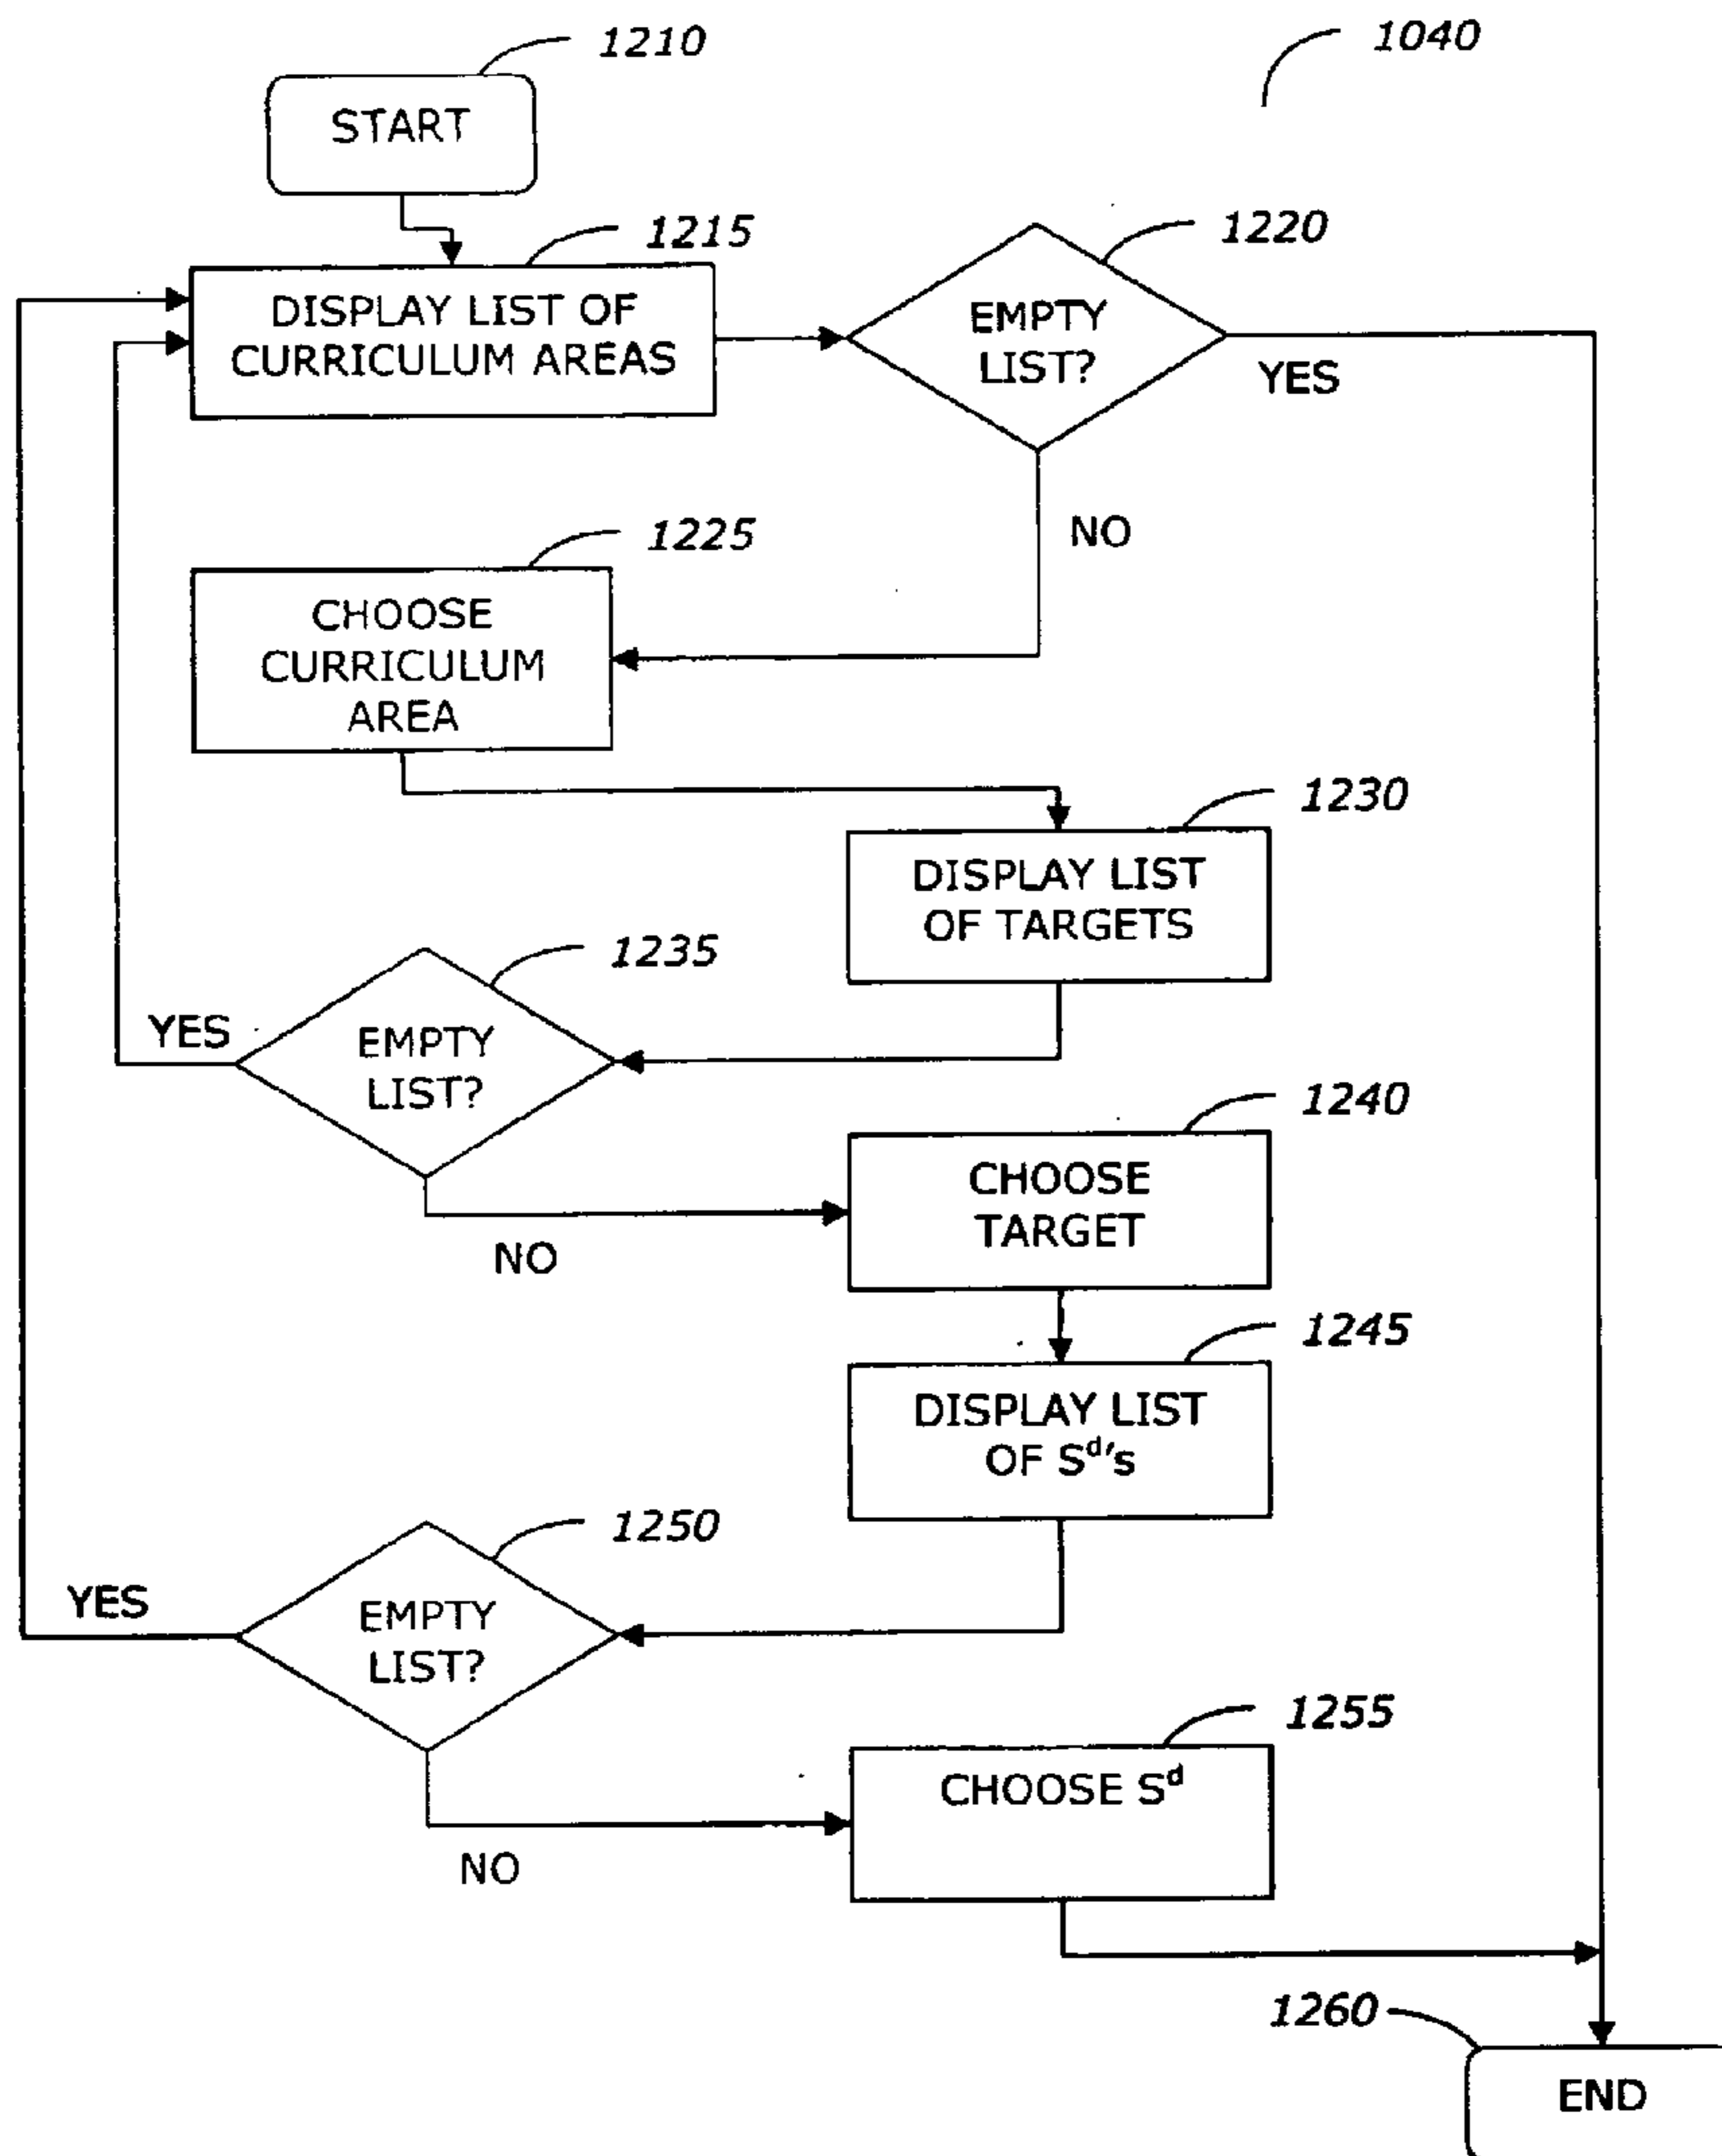 1210
1040
START
1215
1220
DISPLAY LIST OF
CURRICULUM AREAS
EMPTY
LIST?
YES
NO
1225
CHOOSE
CURRICULUM
AREA
1230
DISPLAY LIST
OF TARGETS
1235
YES
EMPTY
LIST?
1240
CHOOSE
TARGET
NO
1245
DISPLAY LIST
OF Sᵈ's
1250
YES
EMPTY
LIST?
1255
CHOOSE Sᵈ
NO
1260
END